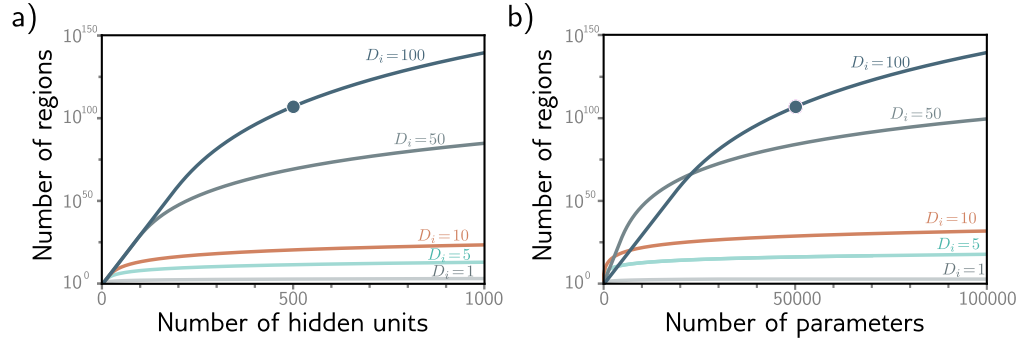 a)
Number of regions
10^150
10^100
10^50
10^0
D_i=100
D_i=50
D_i=10
D_i=5
D_i=1
0
500
1000
Number of hidden units
b)
Number of regions
10^150
10^100
10^50
10^0
D_i=100
D_i=50
D_i=10
D_i=5
D_i=1
0
50000
100000
Number of parameters